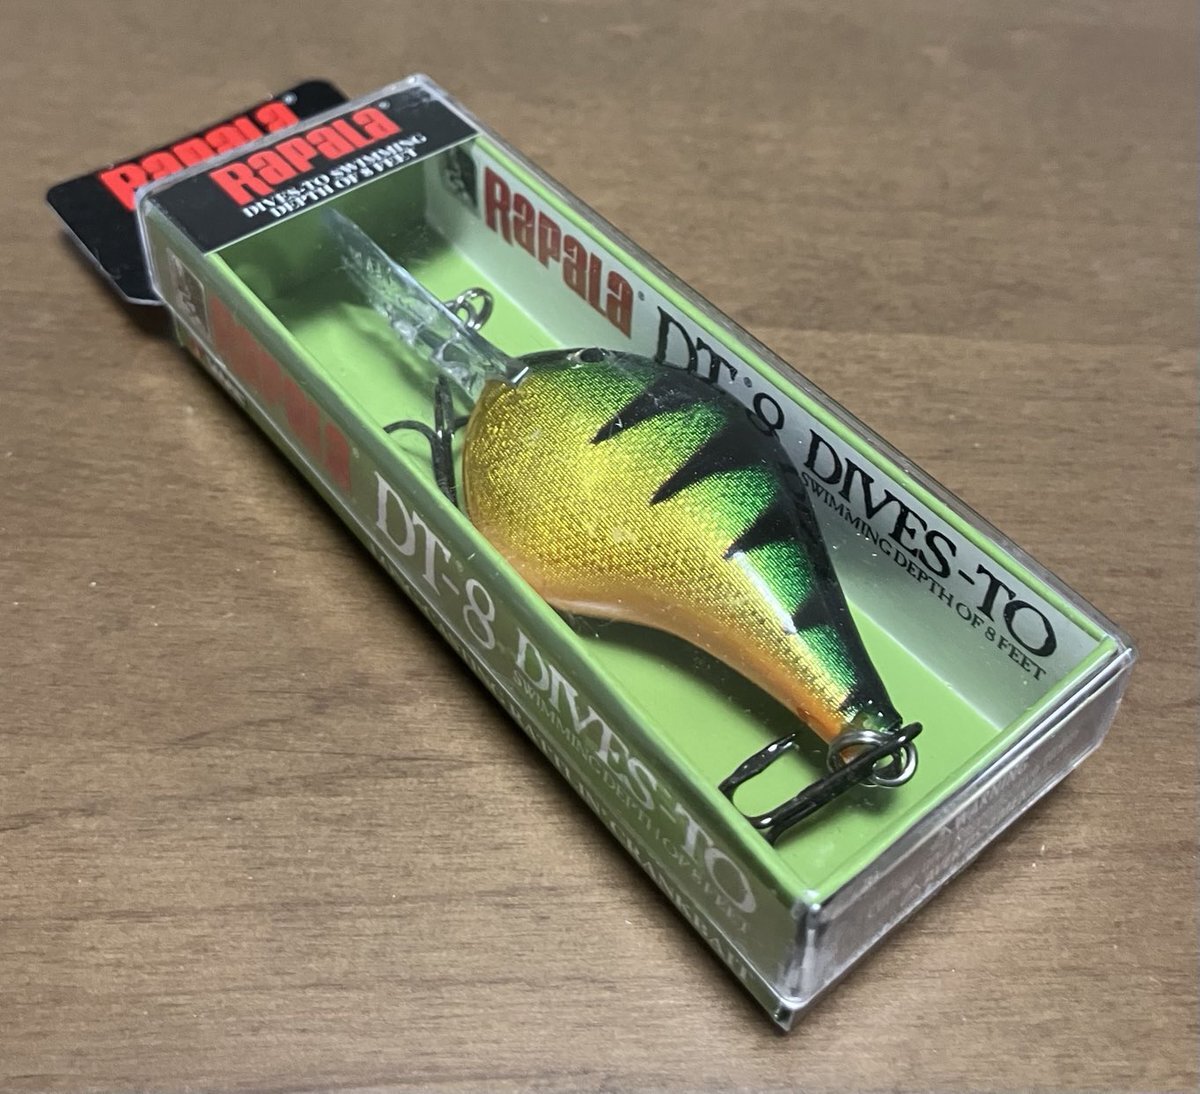 Rapala®
Rapala®
DIVES-TO SWIMMING
DEPTH OF 8 FEET
Rapala®
DT®8 DIVES-TO
SWIMMING DEPTH OF 8 FEET
Rapala®
DT®8 DIVES-TO
SWIMMING DEPTH OF 8 FEET
CRANKBAIT